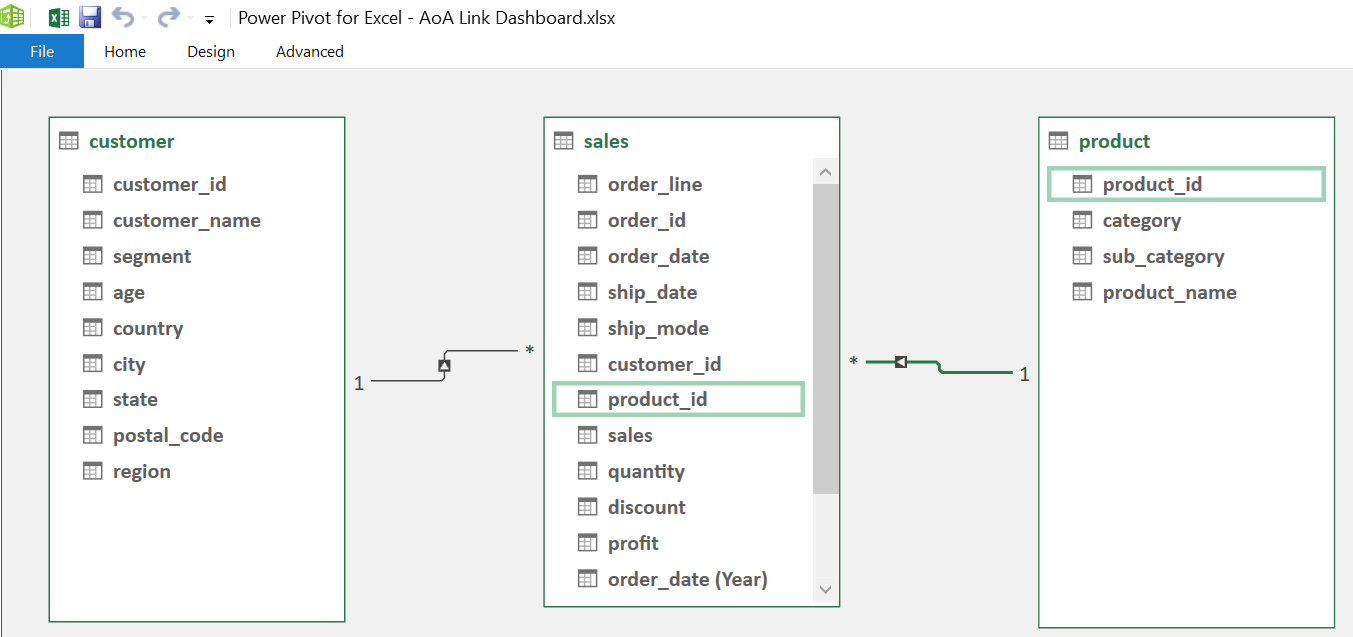 Power Pivot for Excel - AoA Link Dashboard.xlsx
File Home Design Advanced
customer
customer_id
customer_name
segment
age
country
city
state
postal_code
region
1
*
sales
order_line
order_id
order_date
ship_date
ship_mode
customer_id
product_id
sales
quantity
discount
profit
order_date (Year)
*
1
product
product_id
category
sub_category
product_name